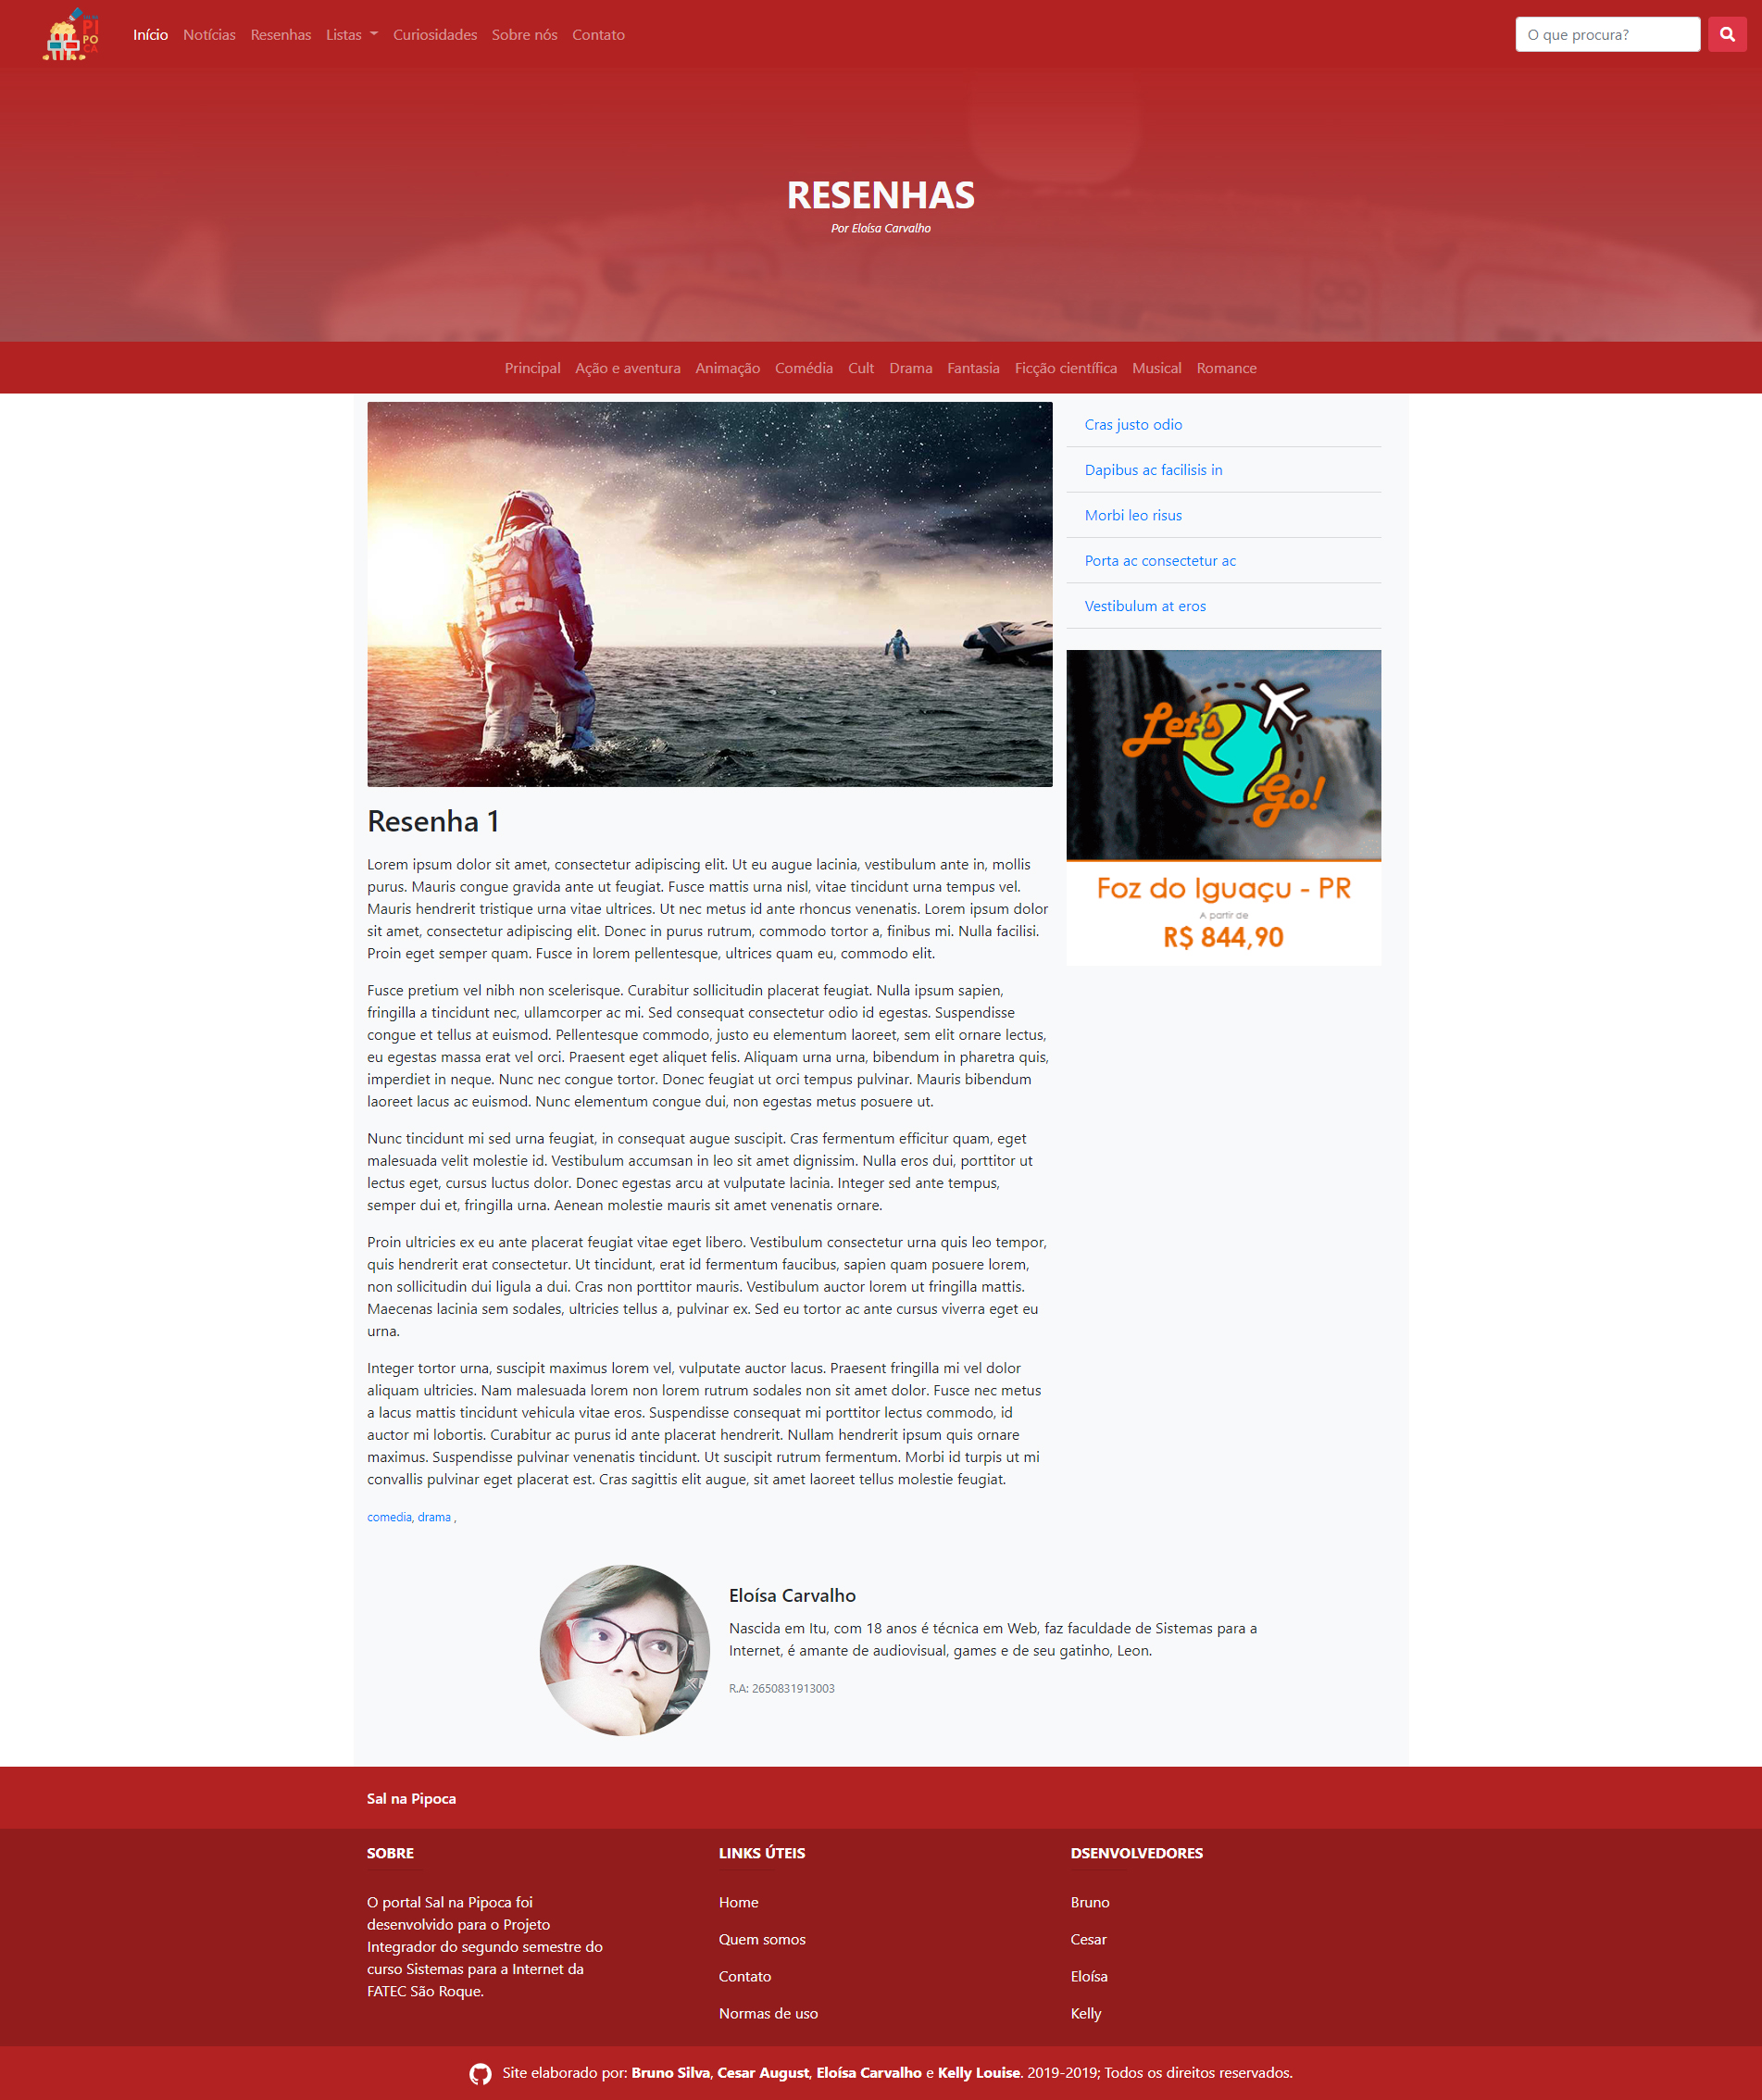 PI
PO
CA
Início Notícias Resenhas Listas Curiosidades Sobre nós Contato
O que procura?
RESENHAS
Por Eloísa Carvalho
Principal Ação e aventura Animação Comédia Cult Drama Fantasia Ficção científica Musical Romance
Cras justo odio
Dapibus ac facilisis in
Morbi leo risus
Porta ac consectetur ac
Vestibulum at eros
Let's
Go!
Foz do Iguaçu - PR
A partir de
R$ 844,90
Resenha 1
Lorem ipsum dolor sit amet, consectetur adipiscing elit. Ut eu augue lacinia, vestibulum ante in, mollis
purus. Mauris congue gravida ante ut feugiat. Fusce mattis urna nisl, vitae tincidunt urna tempus vel.
Mauris hendrerit tristique urna vitae ultrices. Ut nec metus id ante rhoncus venenatis. Lorem ipsum dolor
sit amet, consectetur adipiscing elit. Donec in purus rutrum, commodo tortor a, finibus mi. Nulla facilisi.
Proin eget semper quam. Fusce in lorem pellentesque, ultrices quam eu, commodo elit.
Fusce pretium vel nibh non scelerisque. Curabitur sollicitudin placerat feugiat. Nulla ipsum sapien,
fringilla a tincidunt nec, ullamcorper ac mi. Sed consequat consectetur odio id egestas. Suspendisse
congue et tellus at euismod. Pellentesque commodo, justo eu elementum laoreet, sem elit ornare lectus,
eu egestas massa erat vel orci. Praesent eget aliquet felis. Aliquam urna urna, bibendum in pharetra quis,
imperdiet in neque. Nunc nec congue tortor. Donec feugiat ut orci tempus pulvinar. Mauris bibendum
laoreet lacus ac euismod. Nunc elementum congue dui, non egestas metus posuere ut.
Nunc tincidunt mi sed urna feugiat, in consequat augue suscipit. Cras fermentum efficitur quam, eget
malesuada velit molestie id. Vestibulum accumsan in leo sit amet dignissim. Nulla eros dui, porttitor ut
lectus eget, cursus luctus dolor. Donec egestas arcu at vulputate lacinia. Integer sed ante tempus,
semper dui et, fringilla urna. Aenean molestie mauris sit amet venenatis ornare.
Proin ultricies ex eu ante placerat feugiat vitae eget libero. Vestibulum consectetur urna quis leo tempor,
quis hendrerit erat consectetur. Ut tincidunt, erat id fermentum faucibus, sapien quam posuere lorem,
non sollicitudin dui ligula a dui. Cras non porttitor mauris. Vestibulum auctor lorem ut fringilla mattis.
Maecenas lacinia sem sodales, ultricies tellus a, pulvinar ex. Sed eu tortor ac ante cursus viverra eget eu
urna.
Integer tortor urna, suscipit maximus lorem vel, vulputate auctor lacus. Praesent fringilla mi vel dolor
aliquam ultricies. Nam malesuada lorem non lorem rutrum sodales non sit amet dolor. Fusce nec metus
a lacus mattis tincidunt vehicula vitae eros. Suspendisse consequat mi porttitor lectus commodo, id
auctor mi lobortis. Curabitur ac purus id ante placerat hendrerit. Nullam hendrerit ipsum quis ornare
maximus. Suspendisse pulvinar venenatis tincidunt. Ut suscipit rutrum fermentum. Morbi id turpis ut mi
convallis pulvinar eget placerat est. Cras sagittis elit augue, sit amet laoreet tellus molestie feugiat.
comedia, drama ,
Eloísa Carvalho
Nascida em Itu, com 18 anos é técnica em Web, faz faculdade de Sistemas para a
Internet, é amante de audiovisual, games e de seu gatinho, Leon.
R.A: 2650831913003
Sal na Pipoca
SOBRE
O portal Sal na Pipoca foi
desenvolvido para o Projeto
Integrador do segundo semestre do
curso Sistemas para a Internet da
FATEC São Roque.
LINKS ÚTEIS
Home
Quem somos
Contato
Normas de uso
DSENVOLVEDORES
Bruno
Cesar
Eloísa
Kelly
Site elaborado por: Bruno Silva, Cesar August, Eloísa Carvalho e Kelly Louise. 2019-2019; Todos os direitos reservados.